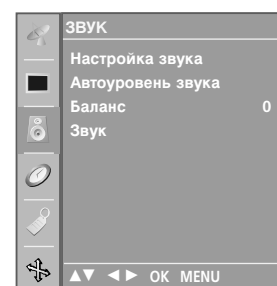 ЗВУК
Настройка звука
Автоуровень звука
Баланс 0
Звук
▲▼ ◄► OK MENU